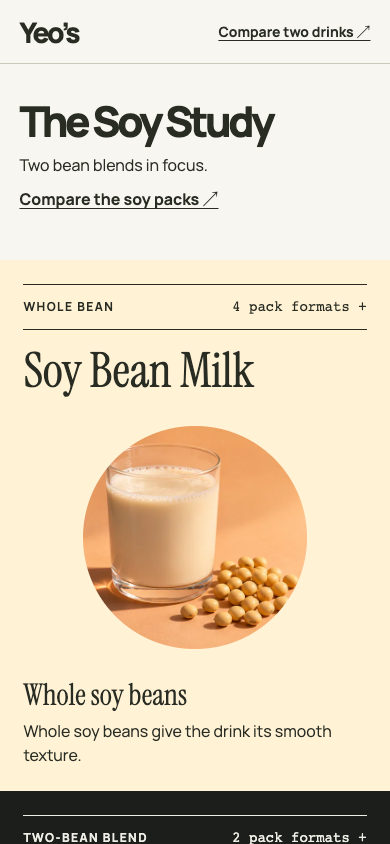 Yeo's
Compare two drinks ↗
The Soy Study
Two bean blends in focus.
Compare the soy packs ↗
WHOLE BEAN
4 pack formats +
Soy Bean Milk
Whole soy beans
Whole soy beans give the drink its smooth
texture.
TWO-BEAN BLEND
2 pack formats +